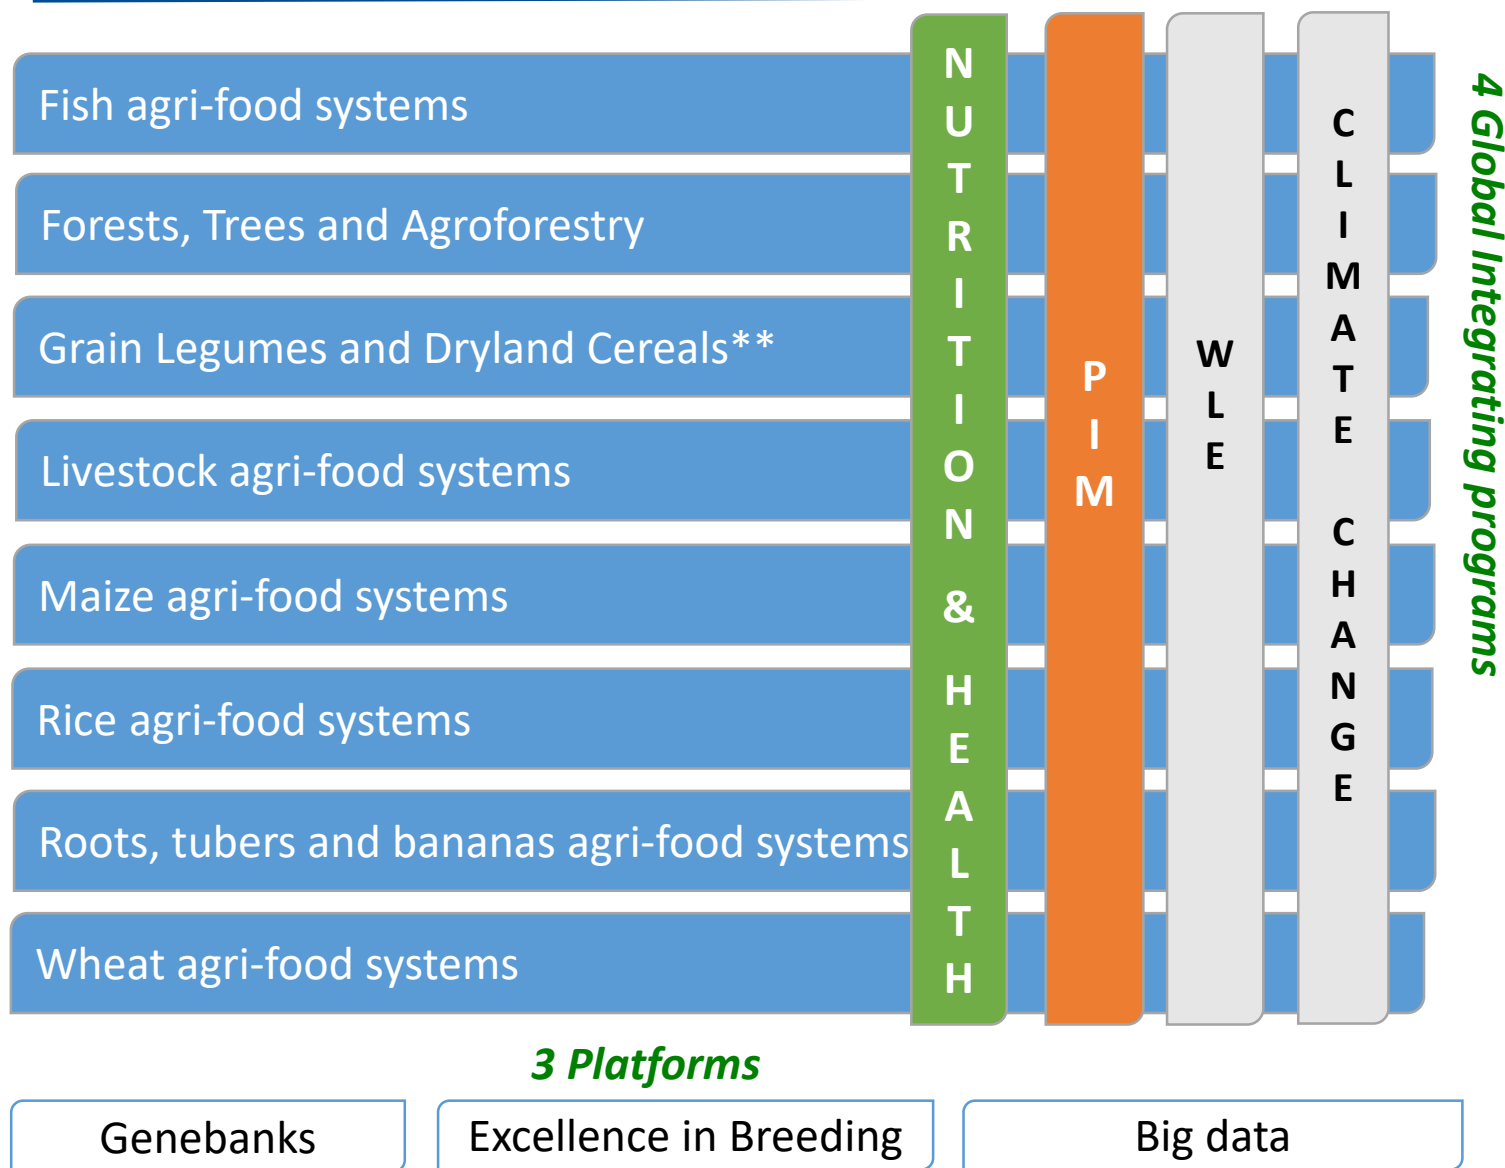 Fish agri-food systems
Forests, Trees and Agroforestry
Grain Legumes and Dryland Cereals**
Livestock agri-food systems
Maize agri-food systems
Rice agri-food systems
Roots, tubers and bananas agri-food systems
Wheat agri-food systems
NUTRITION & HEALTH
PIM
WLE
CLIMATE CHANGE
4 Global Integrating programs
3 Platforms
Genebanks
Excellence in Breeding
Big data